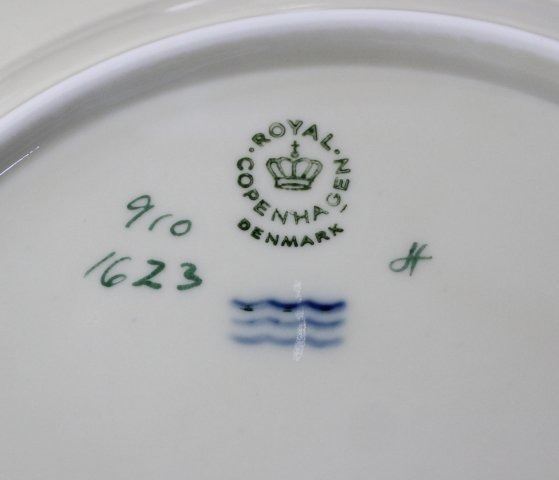 ROYAL COPENHAGEN
DENMARK
910
1623
H